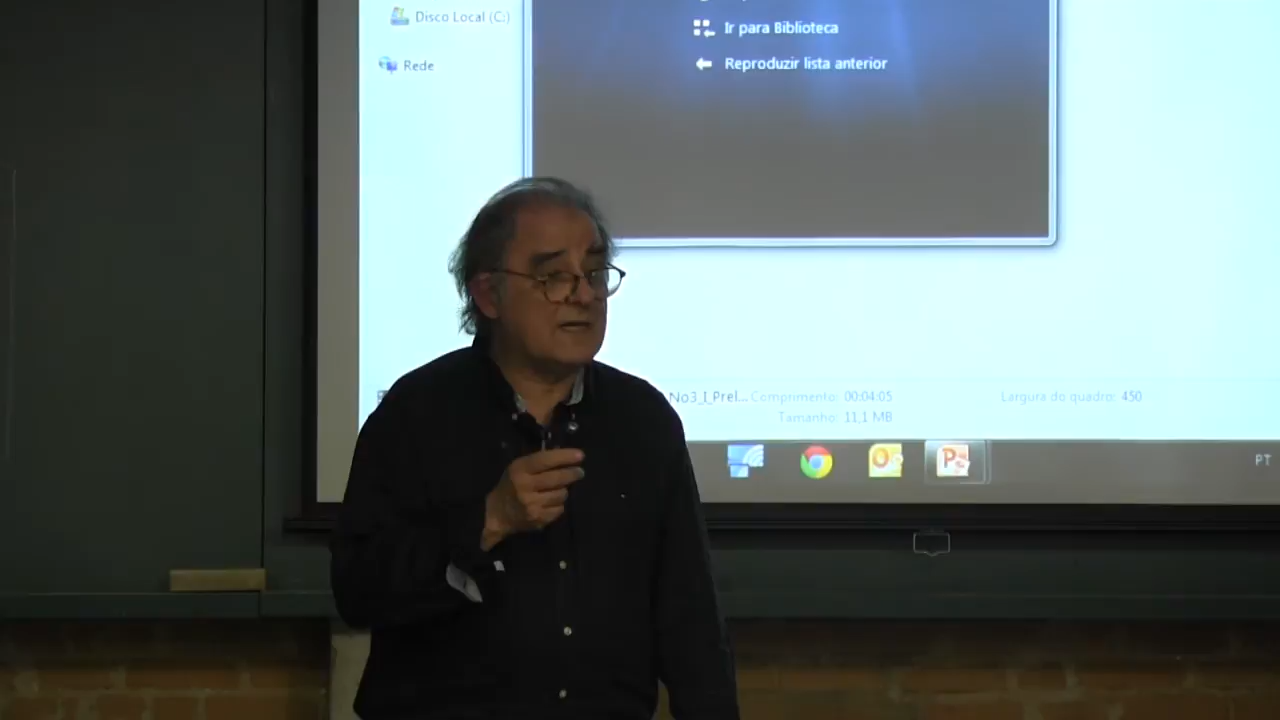 Disco Local (C:)
Rede
Ir para Biblioteca
Reproduzir lista anterior
No3_I_Prel... Comprimento: 00:04:05
Tamanho: 11,1 MB
Largura do quadro: 450
PT